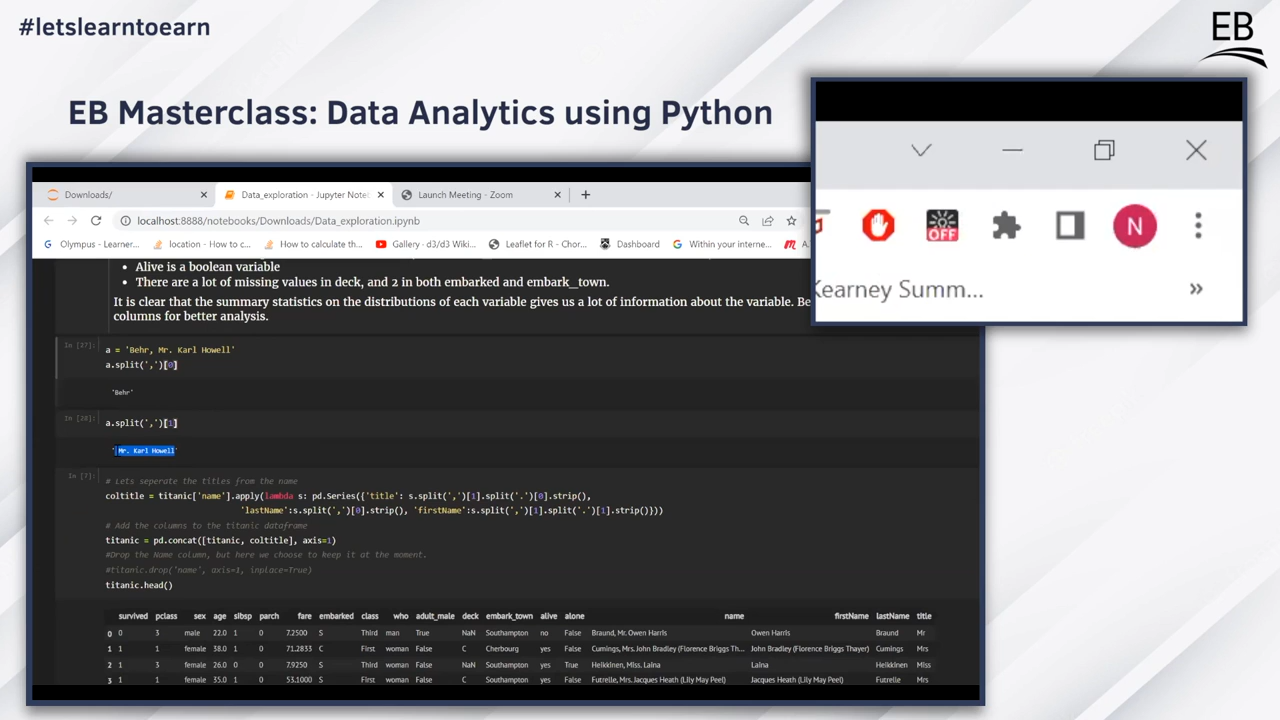 #letslearntoearn
EB
EB Masterclass: Data Analytics using Python
Downloads/
Data_exploration - Jupyter Note
Launch Meeting - Zoom
localhost:8888/notebooks/Downloads/Data_exploration.ipynb
Olympus - Learner...
location - How to c...
How to calculate th...
Gallery - d3/d3 Wiki...
Leaflet for R - Chor...
Dashboard
Within your interne...
OFF
N
Kearney Summ...
»
• Alive is a boolean variable
• There are a lot of missing values in deck, and 2 in both embarked and embark_town.
It is clear that the summary statistics on the distributions of each variable gives us a lot of information about the variable. Be
columns for better analysis.
In [27]:
a = 'Behr, Mr. Karl Howell'
a.split(',')[0]
'Behr'
In [28]:
a.split(',')[1]
' Mr. Karl Howell'
In [7]:
# Lets seperate the titles from the name
coltitle = titanic['name'].apply(lambda s: pd.Series({'title': s.split(',')[1].split('.')[0].strip(),
'lastName':s.split(',')[0].strip(), 'firstName':s.split(',')[1].split('.')[1].strip()}))
# Add the columns to the titanic dataframe
titanic = pd.concat([titanic, coltitle], axis=1)
#Drop the Name column, but here we choose to keep it at the moment.
#titanic.drop('name', axis=1, inplace=True)
titanic.head()
survived pclass sex age sibsp parch fare embarked class who adult_male deck embark_town alive alone name firstName lastName title
0 0 3 male 22.0 1 0 7.2500 S Third man True NaN Southampton no False Braund, Mr. Owen Harris Owen Harris Braund Mr
1 1 1 female 38.0 1 0 71.2833 C First woman False C Cherbourg yes False Cumings, Mrs. John Bradley (Florence Briggs Th... John Bradley (Florence Briggs Thayer) Cumings Mrs
2 1 3 female 26.0 0 0 7.9250 S Third woman False NaN Southampton yes True Heikkinen, Miss. Laina Laina Heikkinen Miss
3 1 1 female 35.0 1 0 53.1000 S First woman False C Southampton yes False Futrelle, Mrs. Jacques Heath (Lily May Peel) Jacques Heath (Lily May Peel) Futrelle Mrs